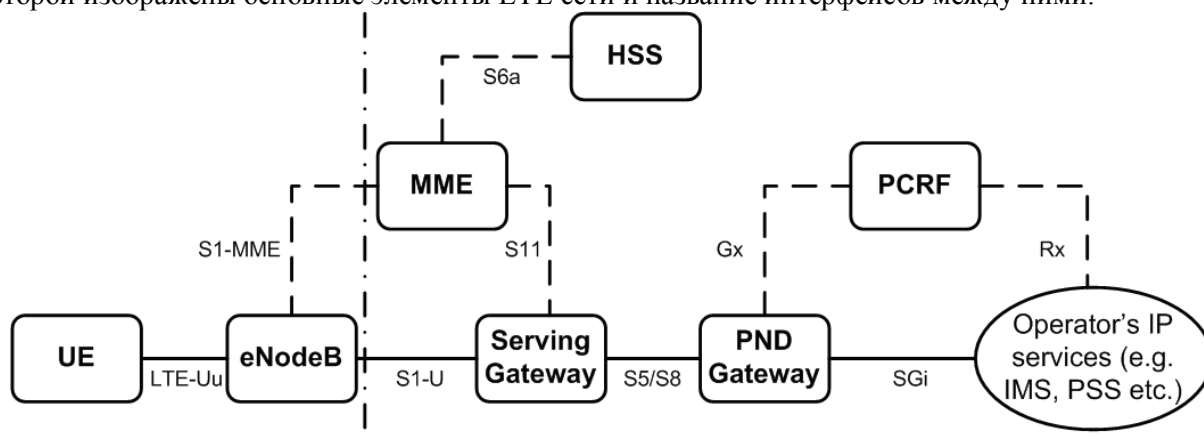 оторой изображены основные элементы LTE сети и название интерфейсов между ними.
HSS
S6a
MME
PCRF
S1-MME
S11
Gx
Rx
UE
LTE-Uu
eNodeB
S1-U
Serving
Gateway
S5/S8
PND
Gateway
SGi
Operator's IP
services (e.g.
IMS, PSS etc.)